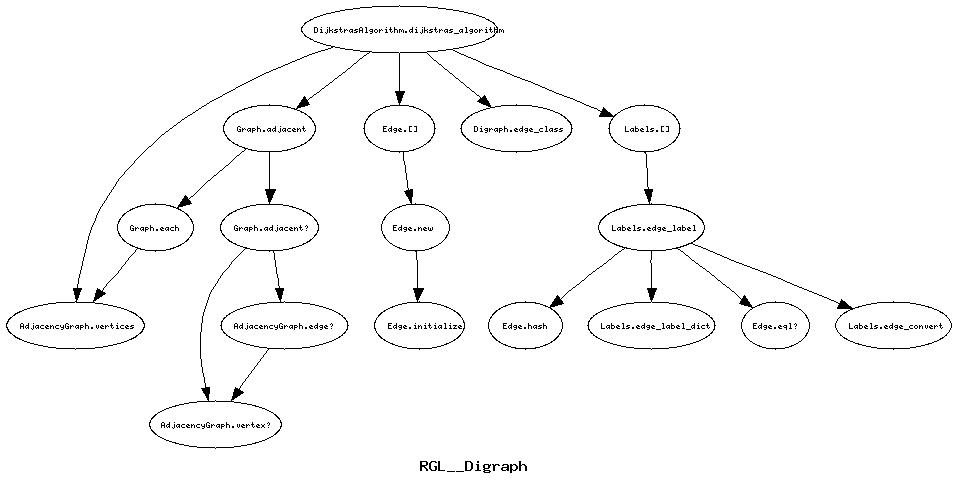 DijkstrasAlgorithm.dijkstras_algorithm
Graph.adjacent
Edge.[]
Digraph.edge_class
Labels.[]
Graph.each
Graph.adjacent?
Edge.new
Labels.edge_label
AdjacencyGraph.vertices
AdjacencyGraph.edge?
Edge.initialize
Edge.hash
Labels.edge_label_dict
Edge.eql?
Labels.edge_convert
AdjacencyGraph.vertex?
RGL__Digraph